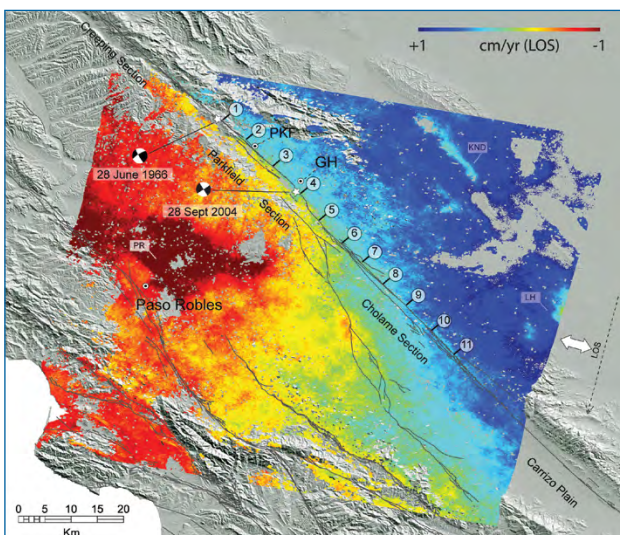 +1 cm/yr (LOS) -1
Creeping Section
1
2
PKF
3
GH
KND
28 June 1966
Parkfield
Section
4
28 Sept 2004
5
6
PR
7
8
Paso Robles
9
LH
10
Cholame Section
11
LOS
Carrizo Plain
0 5 10 20
Km